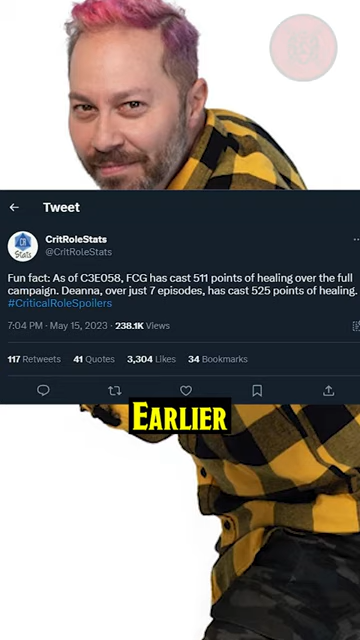 Tweet
CR
Stats
CritRoleStats
@CritRoleStats
Fun fact: As of C3E058, FCG has cast 511 points of healing over the full
campaign. Deanna, over just 7 episodes, has cast 525 points of healing.
#CriticalRoleSpoilers
7:04 PM · May 15, 2023 · 238.1K Views
117 Retweets 41 Quotes 3,304 Likes 34 Bookmarks
EARLIER